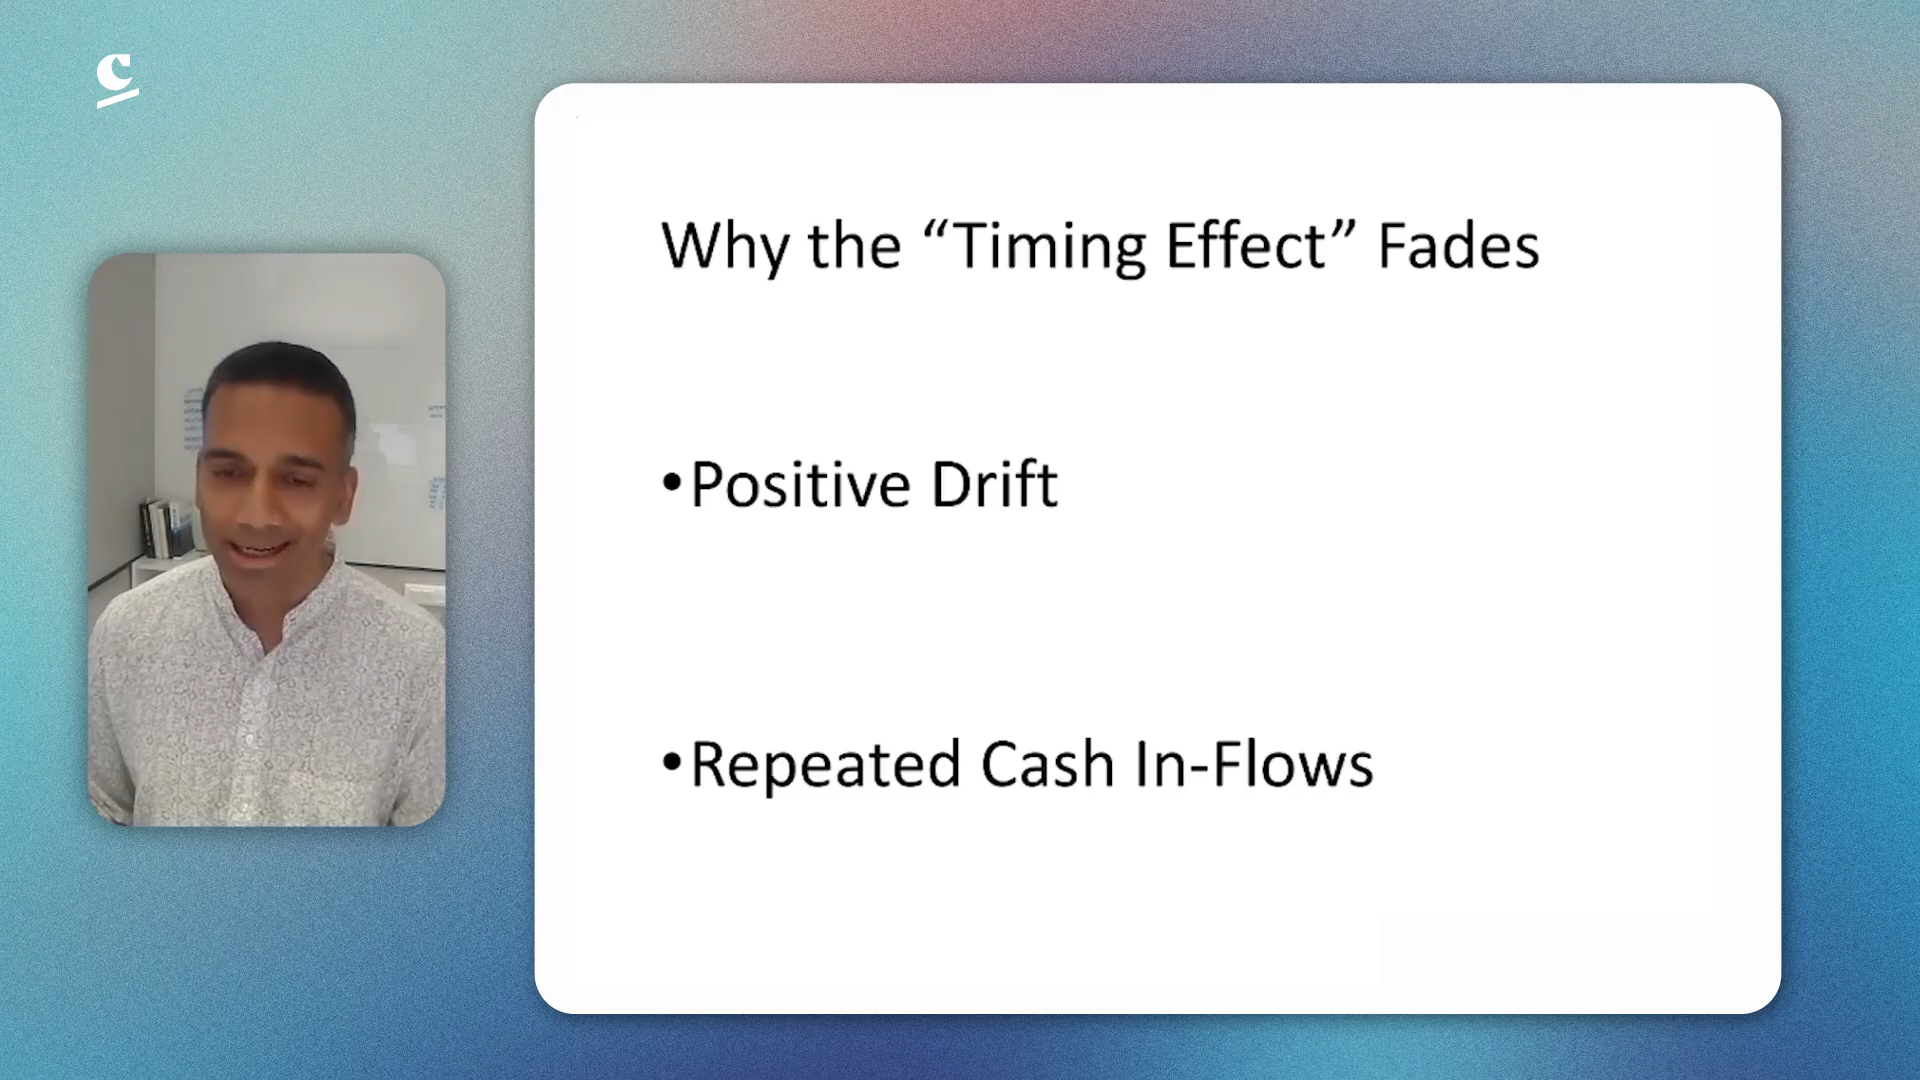 Why the “Timing Effect” Fades
•Positive Drift
•Repeated Cash In-Flows